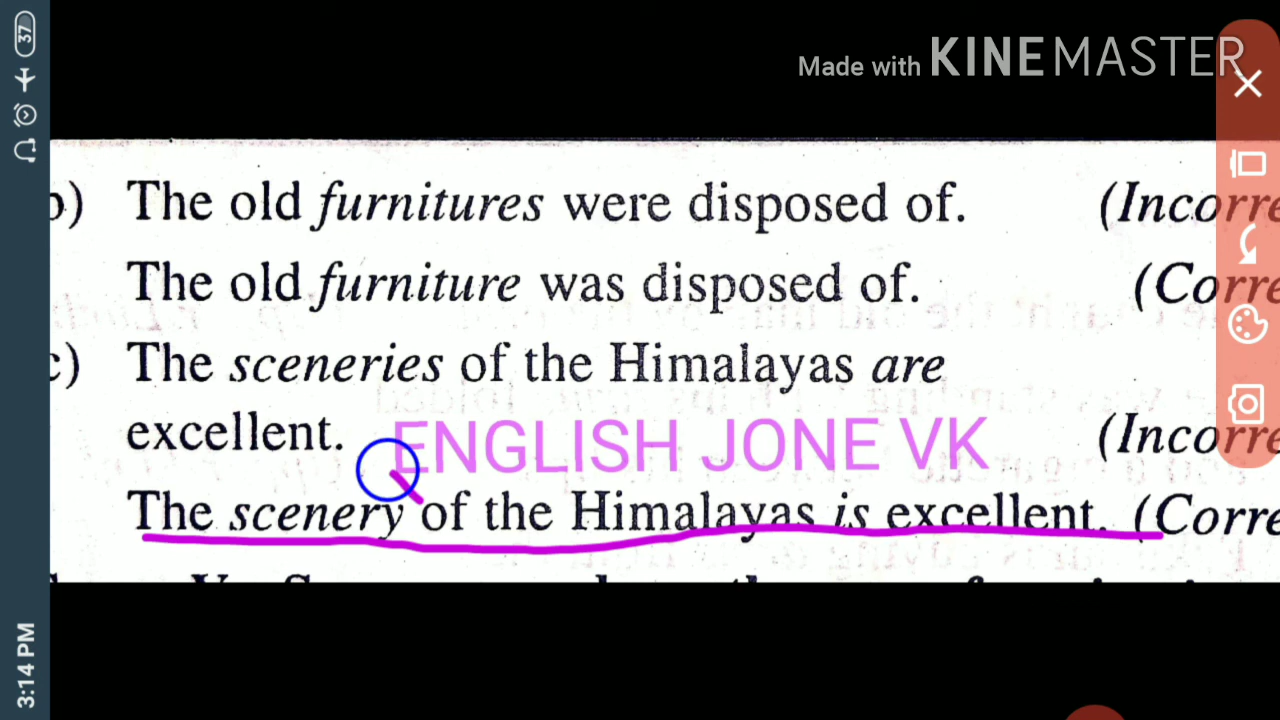 37
Made with KINEMASTER
b) The old furnitures were disposed of. (Incorre
The old furniture was disposed of. (Corre
c) The sceneries of the Himalayas are
excellent. (Incorre
ENGLISH JONE VK
The scenery of the Himalayas is excellent. (Corre
3:14 PM